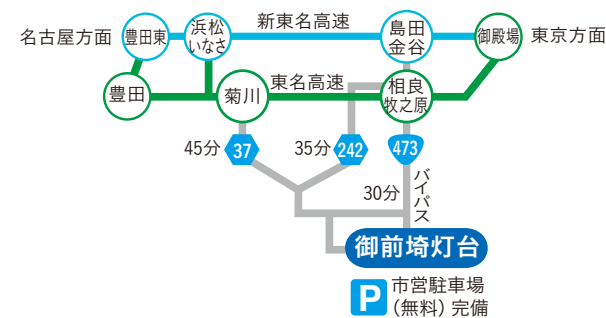 新東名高速
名古屋方面
豊田東
浜松
いなさ
島田
金谷
御殿場
東京方面
東名高速
豊田
菊川
相良
牧之原
45分
37
35分
242
473
30分
バイパス
御前埼灯台
P
市営駐車場
(無料)完備